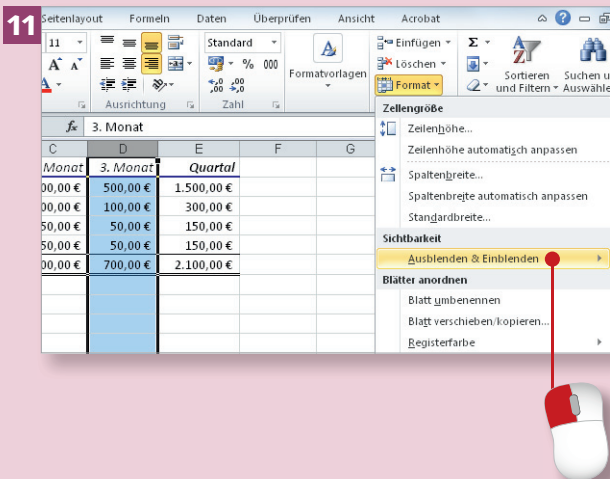 11
Seitenlayout Formeln Daten Überprüfen Ansicht Acrobat
11 Standard Einfügen Σ
A A % 000 Löschen
A ,00 ,00 Formatvorlagen Format Sortieren Suchen u
und Filtern Auswähle
Ausrichtung Zahl
fx 3. Monat
C D E F G
Monat 3. Monat Quartal
00,00 € 500,00 € 1.500,00 €
00,00 € 100,00 € 300,00 €
50,00 € 50,00 € 150,00 €
50,00 € 50,00 € 150,00 €
00,00 € 700,00 € 2.100,00 €
Zellengröße
Zeilenhöhe...
Zeilenhöhe automatisch anpassen
Spaltenbreite...
Spaltenbreite automatisch anpassen
Standardbreite...
Sichtbarkeit
Ausblenden & Einblenden
Blätter anordnen
Blatt umbenennen
Blatt verschieben/kopieren...
Registerfarbe